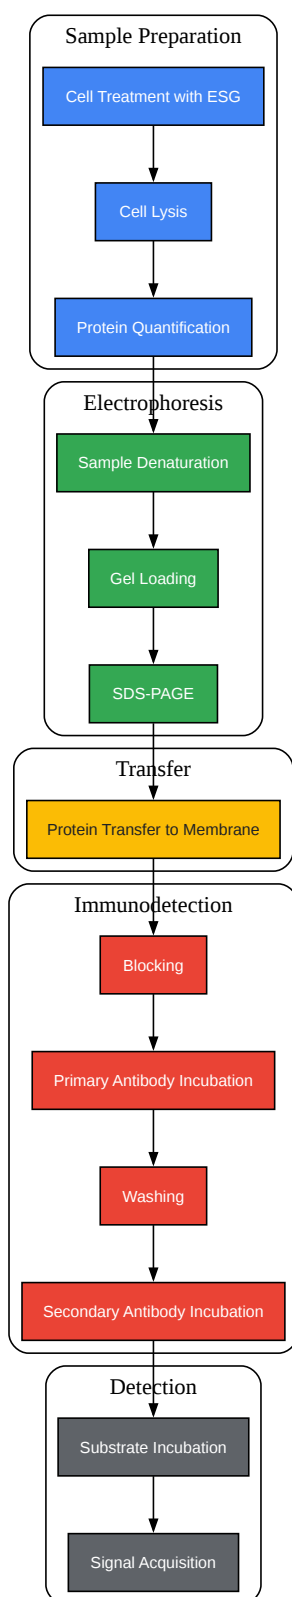 Sample Preparation
Cell Treatment with ESG
Cell Lysis
Protein Quantification
Electrophoresis
Sample Denaturation
Gel Loading
SDS-PAGE
Transfer
Protein Transfer to Membrane
Immunodetection
Blocking
Primary Antibody Incubation
Washing
Secondary Antibody Incubation
Detection
Substrate Incubation
Signal Acquisition